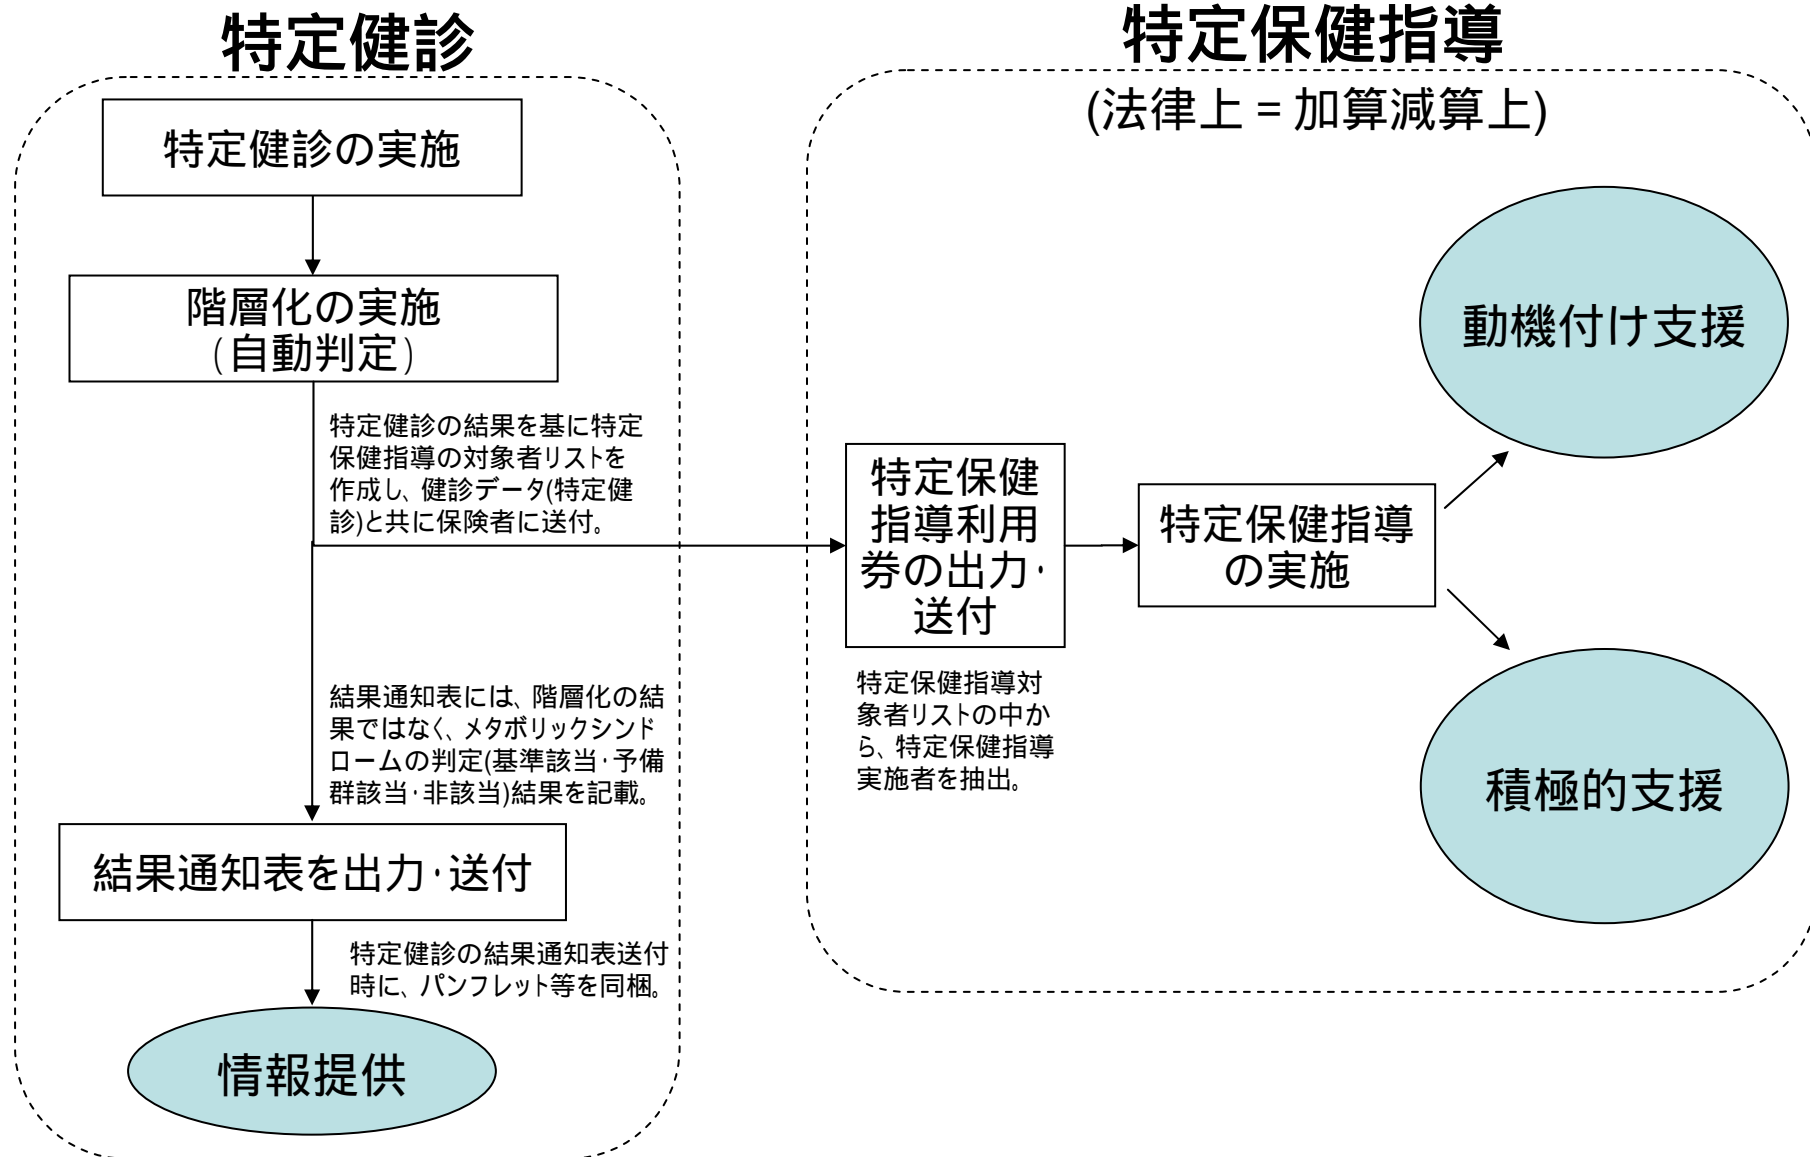 特定健診
特定健診の実施
階層化の実施
(自動判定)
特定健診の結果を基に特定
保健指導の対象者リストを
作成し、健診データ(特定健
診)と共に保険者に送付。
結果通知表には、階層化の結
果ではなく、メタボリックシンド
ロームの判定(基準該当・予備
群該当・非該当)結果を記載。
結果通知表を出力・送付
特定健診の結果通知表送付
時に、パンフレット等を同梱。
情報提供
特定保健指導
(法律上 = 加算減算上)
特定保健
指導利用
券の出力・
送付
特定保健指導対
象者リストの中か
ら、特定保健指導
実施者を抽出。
特定保健指導
の実施
動機付け支援
積極的支援